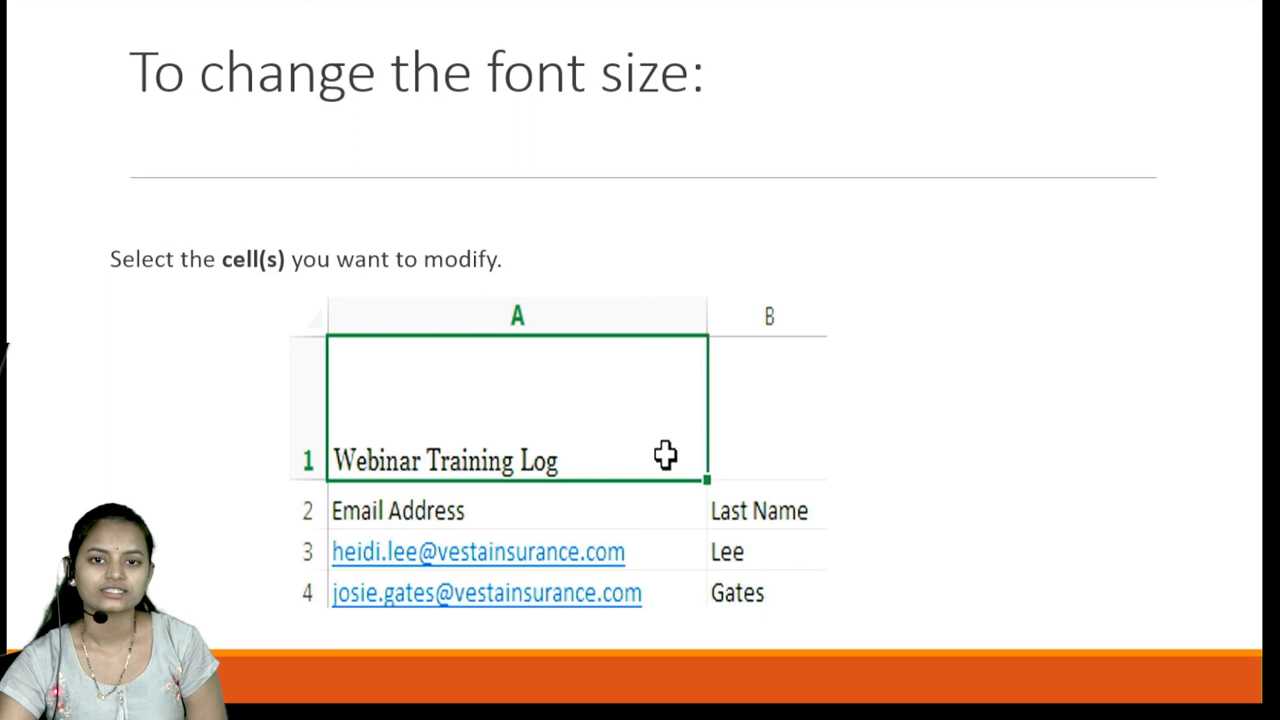 To change the font size:
Select the cell(s) you want to modify.
A B
1 Webinar Training Log
2 Email Address Last Name
3 heidi.lee@vestainsurance.com Lee
4 josie.gates@vestainsurance.com Gates